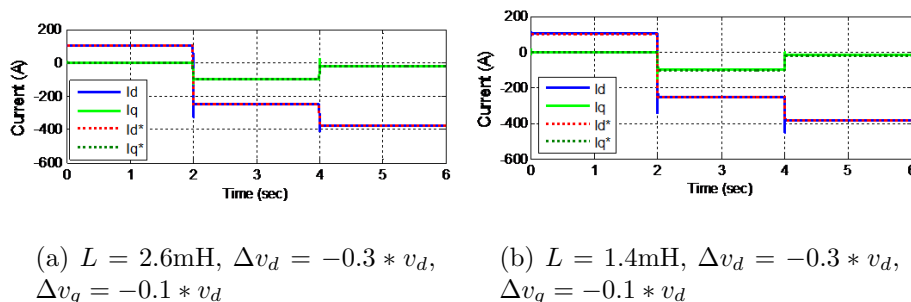 200
0
-200
-400
-600
Current (A)
Id
Iq
Id*
Iq*
0 1 2 3 4 5 6
Time (sec)
200
0
-200
-400
-600
Current (A)
Id
Iq
Id*
Iq*
0 1 2 3 4 5 6
Time (sec)
(a) L = 2.6mH, Δv_d = −0.3 * v_d,
Δv_q = −0.1 * v_d
(b) L = 1.4mH, Δv_d = −0.3 * v_d,
Δv_q = −0.1 * v_d